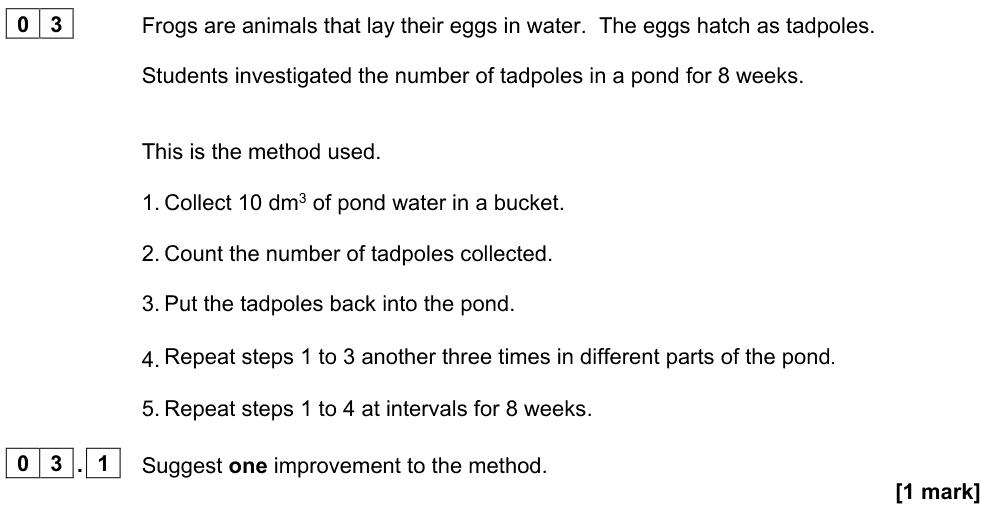 0 3 Frogs are animals that lay their eggs in water. The eggs hatch as tadpoles.
Students investigated the number of tadpoles in a pond for 8 weeks.
This is the method used.
1. Collect 10 dm³ of pond water in a bucket.
2. Count the number of tadpoles collected.
3. Put the tadpoles back into the pond.
4. Repeat steps 1 to 3 another three times in different parts of the pond.
5. Repeat steps 1 to 4 at intervals for 8 weeks.
0 3 . 1 Suggest one improvement to the method.
[1 mark]